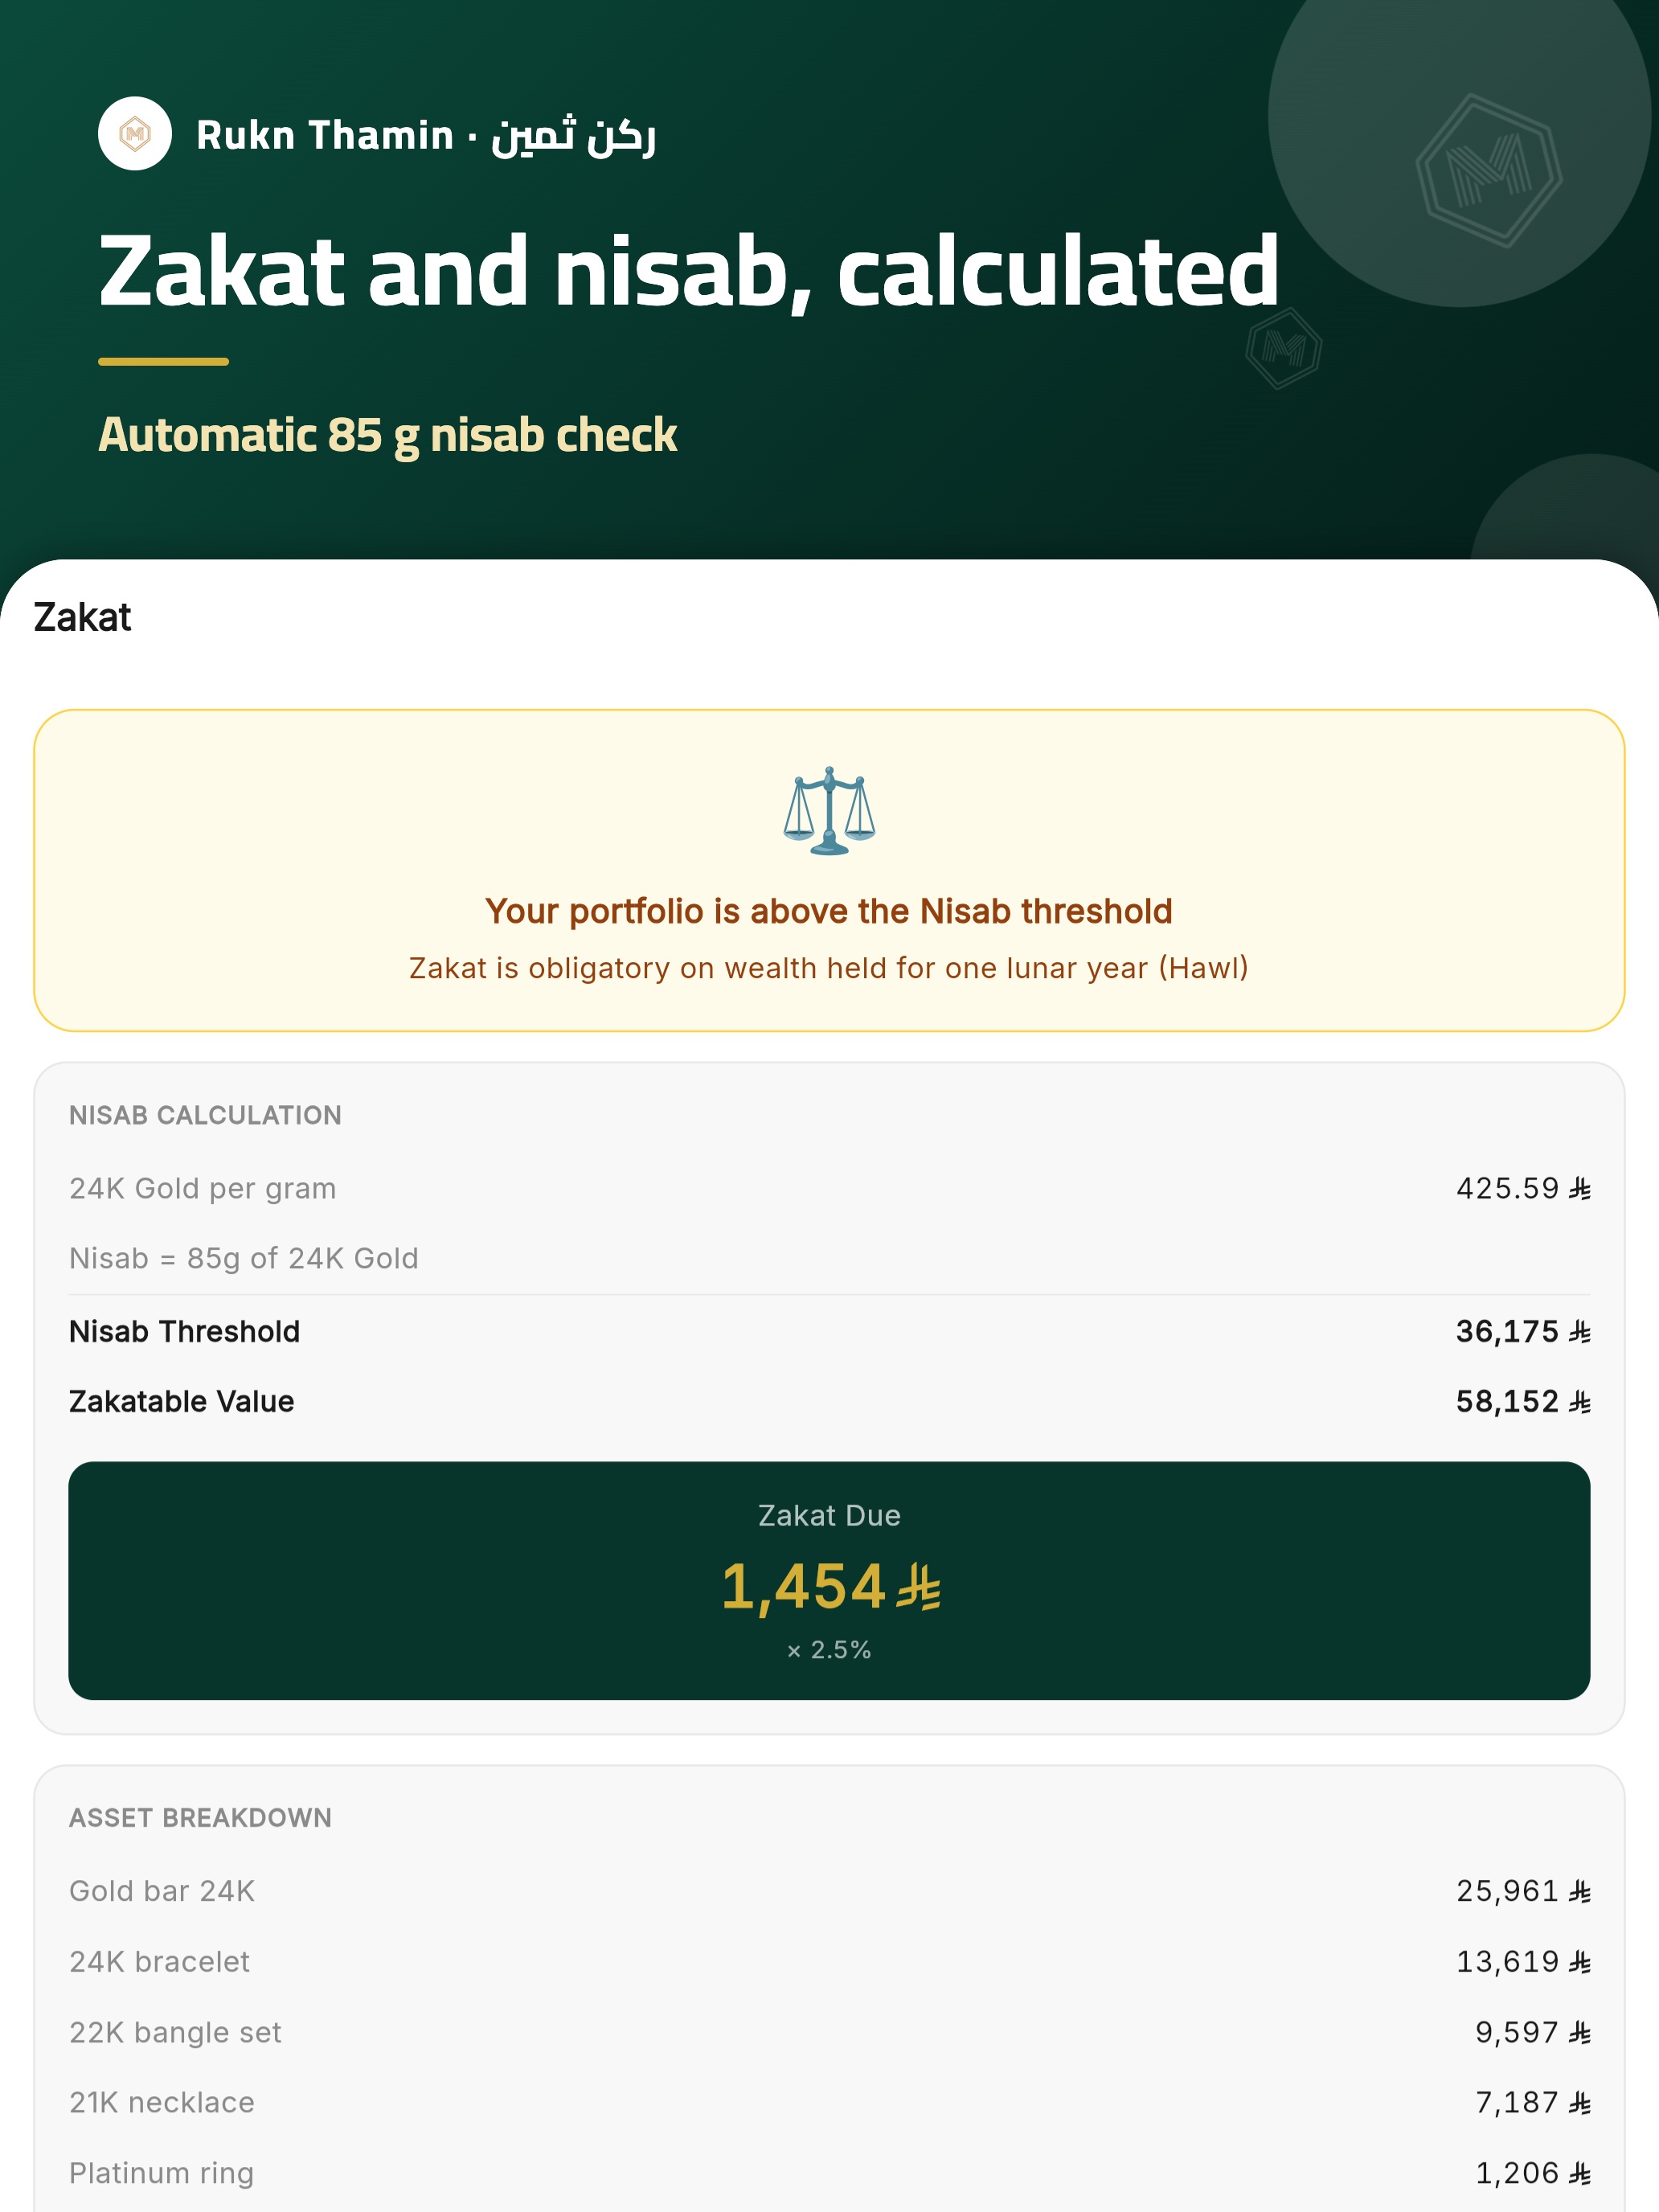 Rukn Thamin · ركن ثمين
Zakat and nisab, calculated
Automatic 85 g nisab check
Zakat
Your portfolio is above the Nisab threshold
Zakat is obligatory on wealth held for one lunar year (Hawl)
NISAB CALCULATION
24K Gold per gram 425.59 ⃁
Nisab = 85g of 24K Gold
Nisab Threshold 36,175 ⃁
Zakatable Value 58,152 ⃁
Zakat Due
1,454 ⃁
× 2.5%
ASSET BREAKDOWN
Gold bar 24K 25,961 ⃁
24K bracelet 13,619 ⃁
22K bangle set 9,597 ⃁
21K necklace 7,187 ⃁
Platinum ring 1,206 ⃁